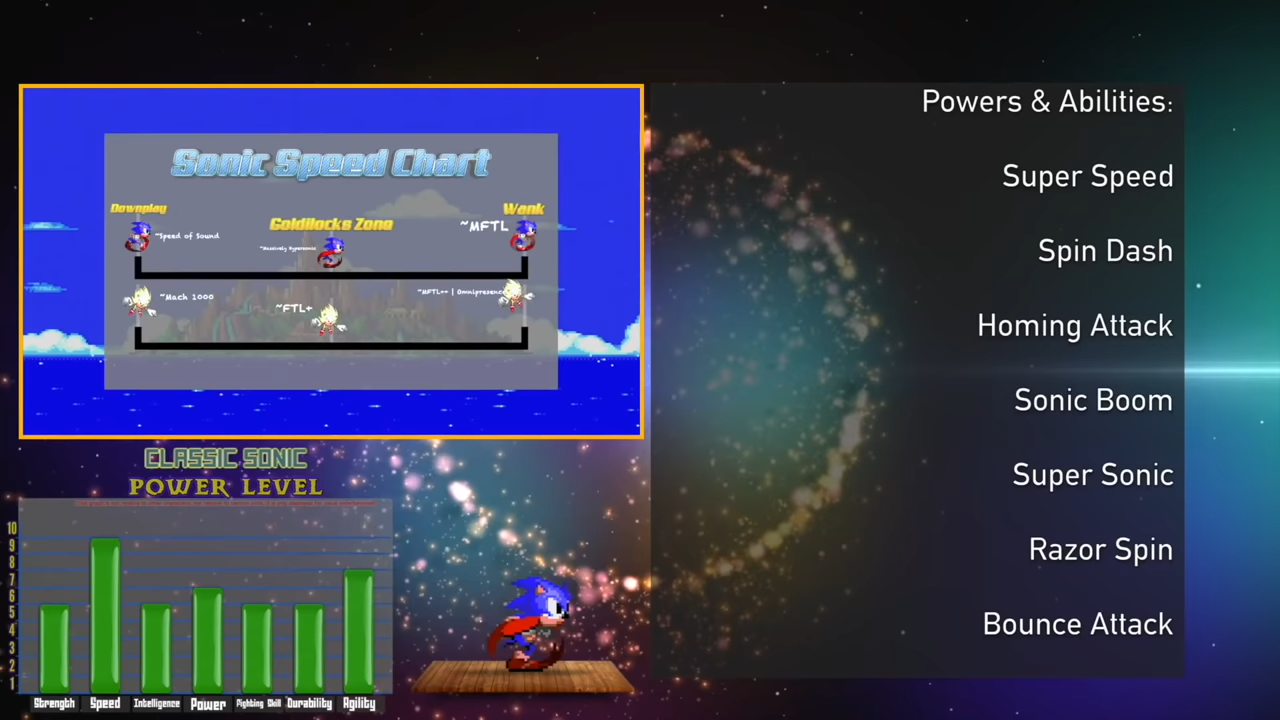 Sonic Speed Chart
Downplay
Goldilocks Zone
Wank
~Speed of Sound
~Massively Hypersonic
~MFTL
~Mach 1000
~FTL+
~MFTL++ | Omnipresence
CLASSIC SONIC
POWER LEVEL
10
9
8
7
6
5
4
3
2
1
Strength Speed Intelligence Power Fighting Skill Durability Agility
Powers & Abilities:
Super Speed
Spin Dash
Homing Attack
Sonic Boom
Super Sonic
Razor Spin
Bounce Attack